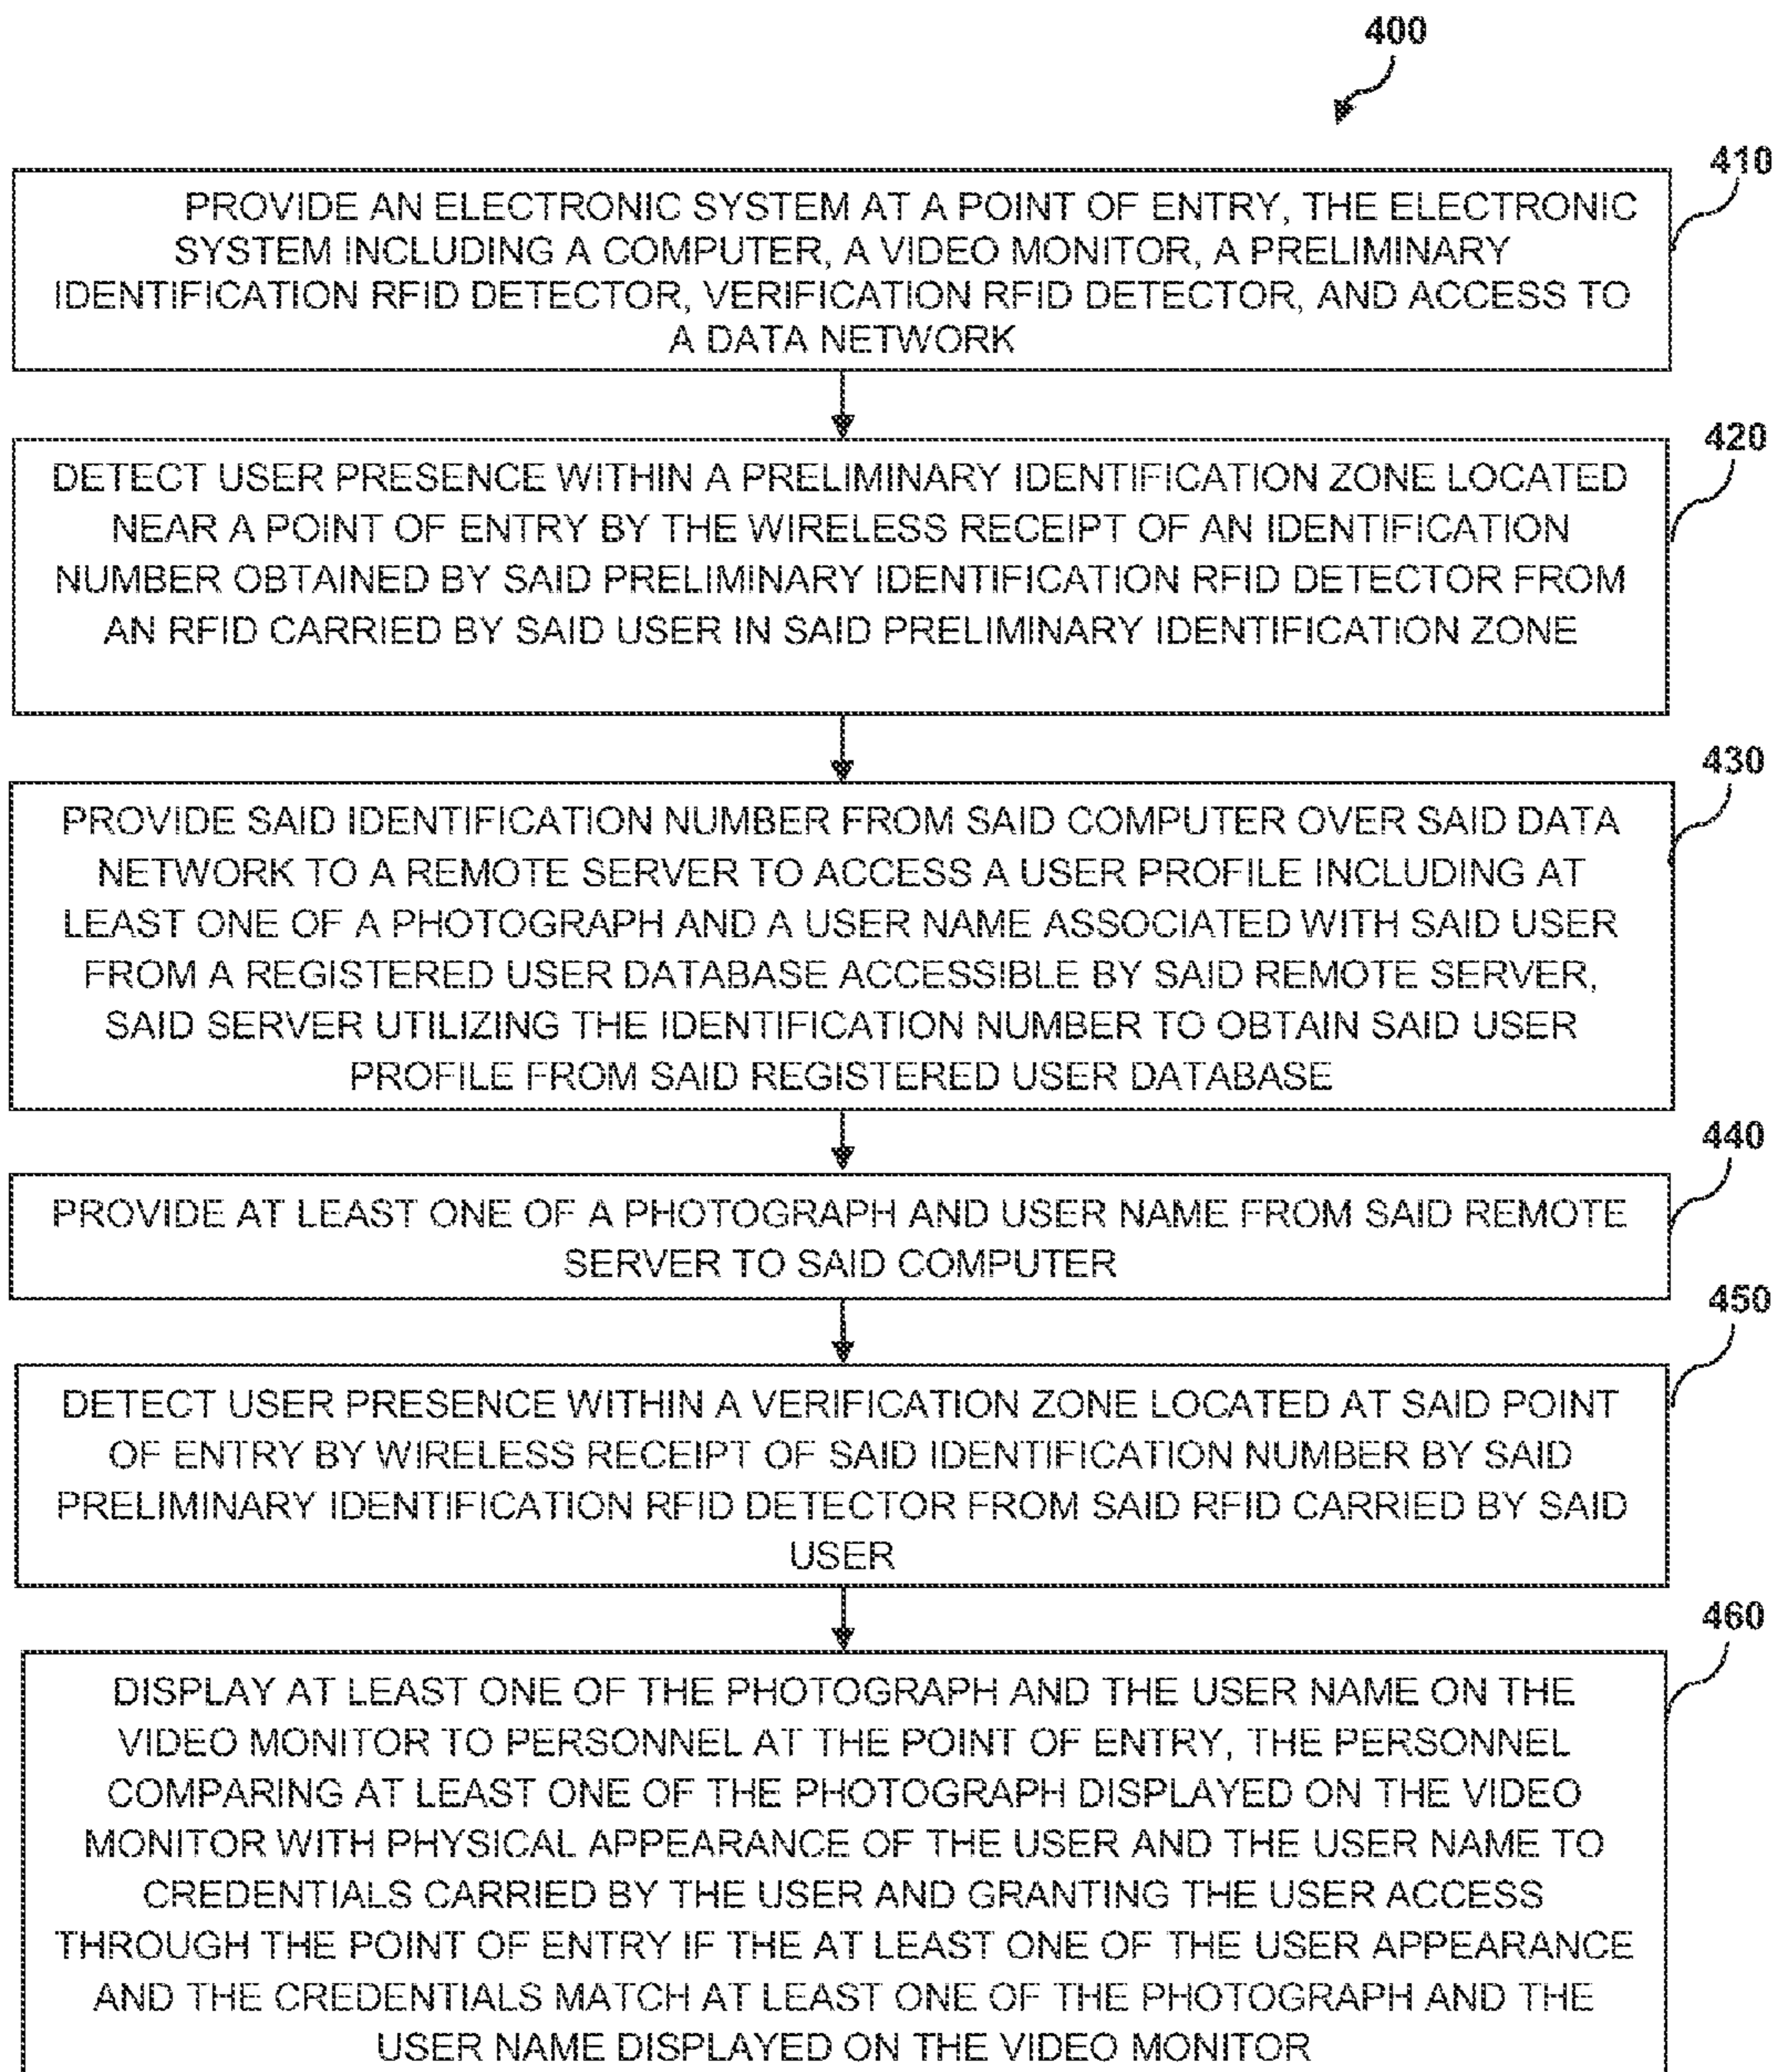 400
410
PROVIDE AN ELECTRONIC SYSTEM AT A POINT OF ENTRY, THE ELECTRONIC
SYSTEM INCLUDING A COMPUTER, A VIDEO MONITOR, A PRELIMINARY
IDENTIFICATION RFID DETECTOR, VERIFICATION RFID DETECTOR, AND ACCESS TO
A DATA NETWORK
420
DETECT USER PRESENCE WITHIN A PRELIMINARY IDENTIFICATION ZONE LOCATED
NEAR A POINT OF ENTRY BY THE WIRELESS RECEIPT OF AN IDENTIFICATION
NUMBER OBTAINED BY SAID PRELIMINARY IDENTIFICATION RFID DETECTOR FROM
AN RFID CARRIED BY SAID USER IN SAID PRELIMINARY IDENTIFICATION ZONE
430
PROVIDE SAID IDENTIFICATION NUMBER FROM SAID COMPUTER OVER SAID DATA
NETWORK TO A REMOTE SERVER TO ACCESS A USER PROFILE INCLUDING AT
LEAST ONE OF A PHOTOGRAPH AND A USER NAME ASSOCIATED WITH SAID USER
FROM A REGISTERED USER DATABASE ACCESSIBLE BY SAID REMOTE SERVER,
SAID SERVER UTILIZING THE IDENTIFICATION NUMBER TO OBTAIN SAID USER
PROFILE FROM SAID REGISTERED USER DATABASE
440
PROVIDE AT LEAST ONE OF A PHOTOGRAPH AND USER NAME FROM SAID REMOTE
SERVER TO SAID COMPUTER
450
DETECT USER PRESENCE WITHIN A VERIFICATION ZONE LOCATED AT SAID POINT
OF ENTRY BY WIRELESS RECEIPT OF SAID IDENTIFICATION NUMBER BY SAID
PRELIMINARY IDENTIFICATION RFID DETECTOR FROM SAID RFID CARRIED BY SAID
USER
460
DISPLAY AT LEAST ONE OF THE PHOTOGRAPH AND THE USER NAME ON THE
VIDEO MONITOR TO PERSONNEL AT THE POINT OF ENTRY, THE PERSONNEL
COMPARING AT LEAST ONE OF THE PHOTOGRAPH DISPLAYED ON THE VIDEO
MONITOR WITH PHYSICAL APPEARANCE OF THE USER AND THE USER NAME TO
CREDENTIALS CARRIED BY THE USER AND GRANTING THE USER ACCESS
THROUGH THE POINT OF ENTRY IF THE AT LEAST ONE OF THE USER APPEARANCE
AND THE CREDENTIALS MATCH AT LEAST ONE OF THE PHOTOGRAPH AND THE
USER NAME DISPLAYED ON THE VIDEO MONITOR